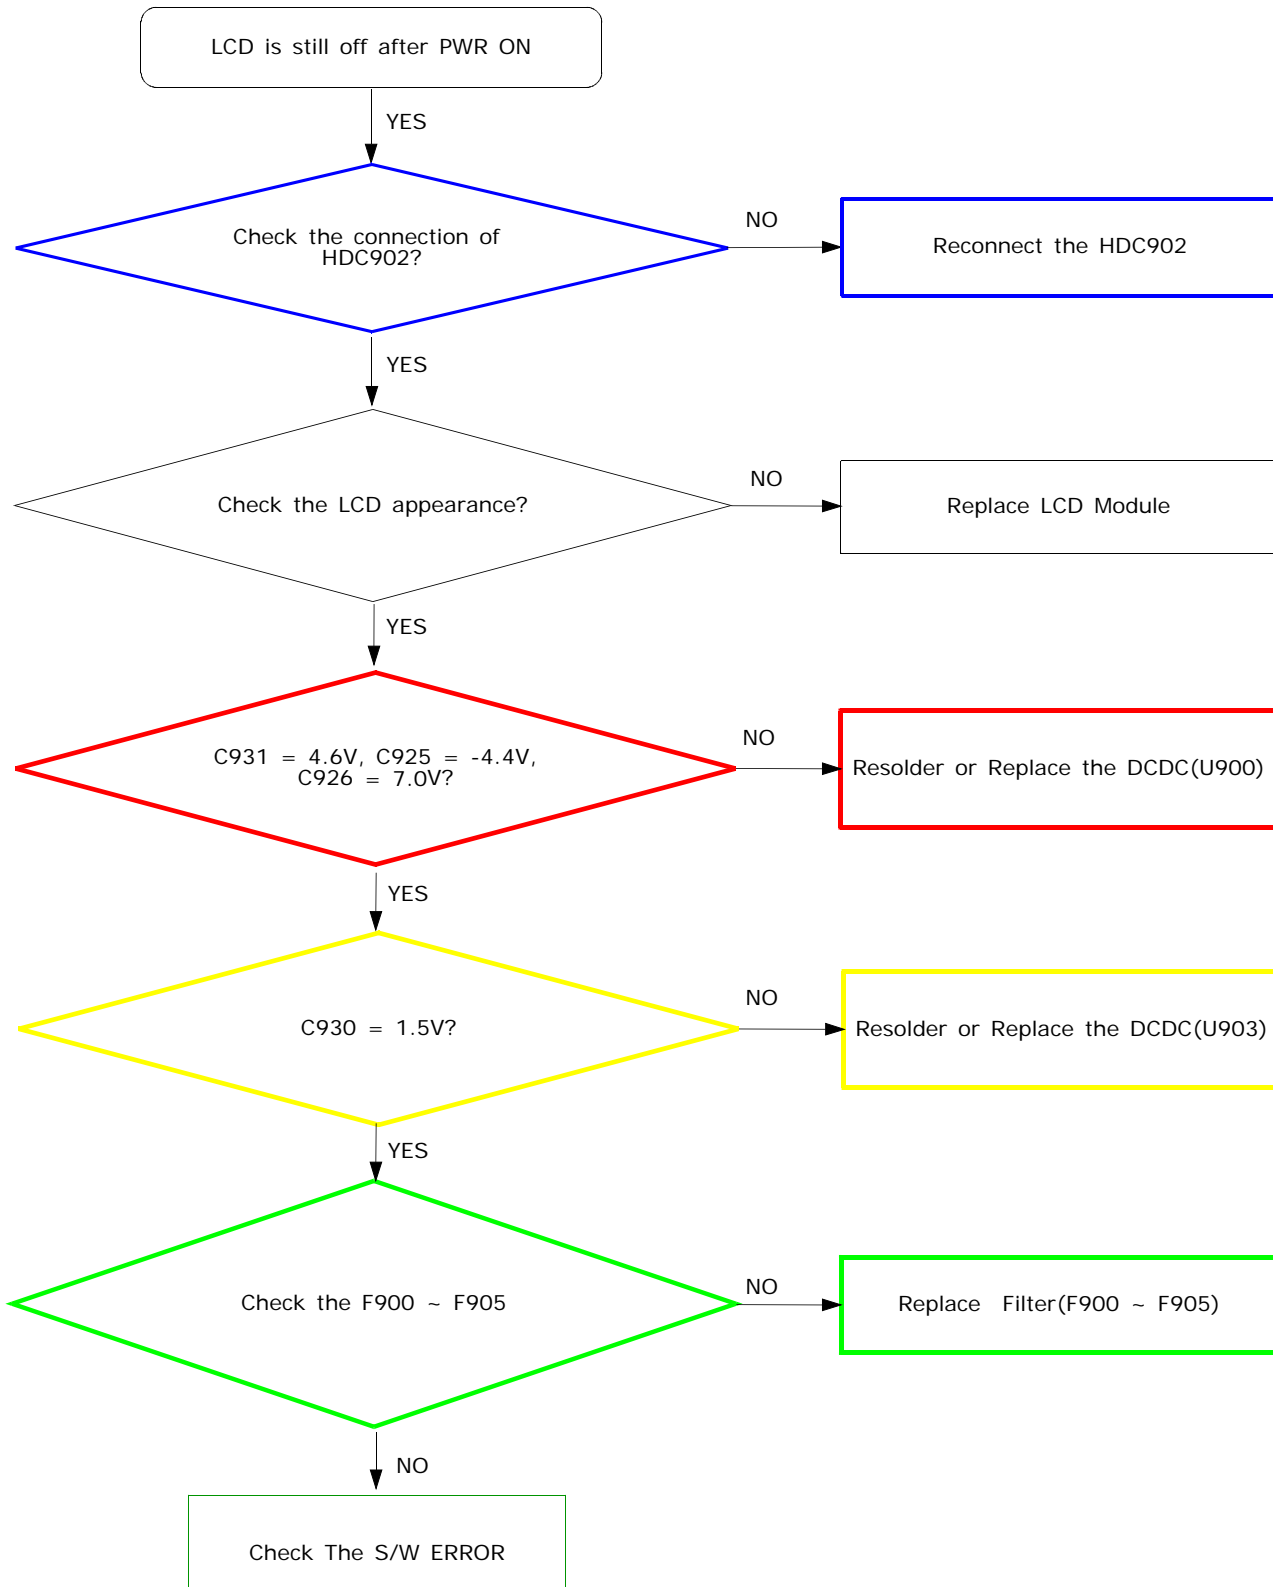 LCD is still off after PWR ON
YES
Check the connection of
HDC902?
NO
Reconnect the HDC902
YES
Check the LCD appearance?
NO
Replace LCD Module
YES
C931 = 4.6V, C925 = -4.4V,
C926 = 7.0V?
NO
Resolder or Replace the DCDC(U900)
YES
C930 = 1.5V?
NO
Resolder or Replace the DCDC(U903)
YES
Check the F900 ~ F905
NO
Replace Filter(F900 ~ F905)
NO
Check The S/W ERROR